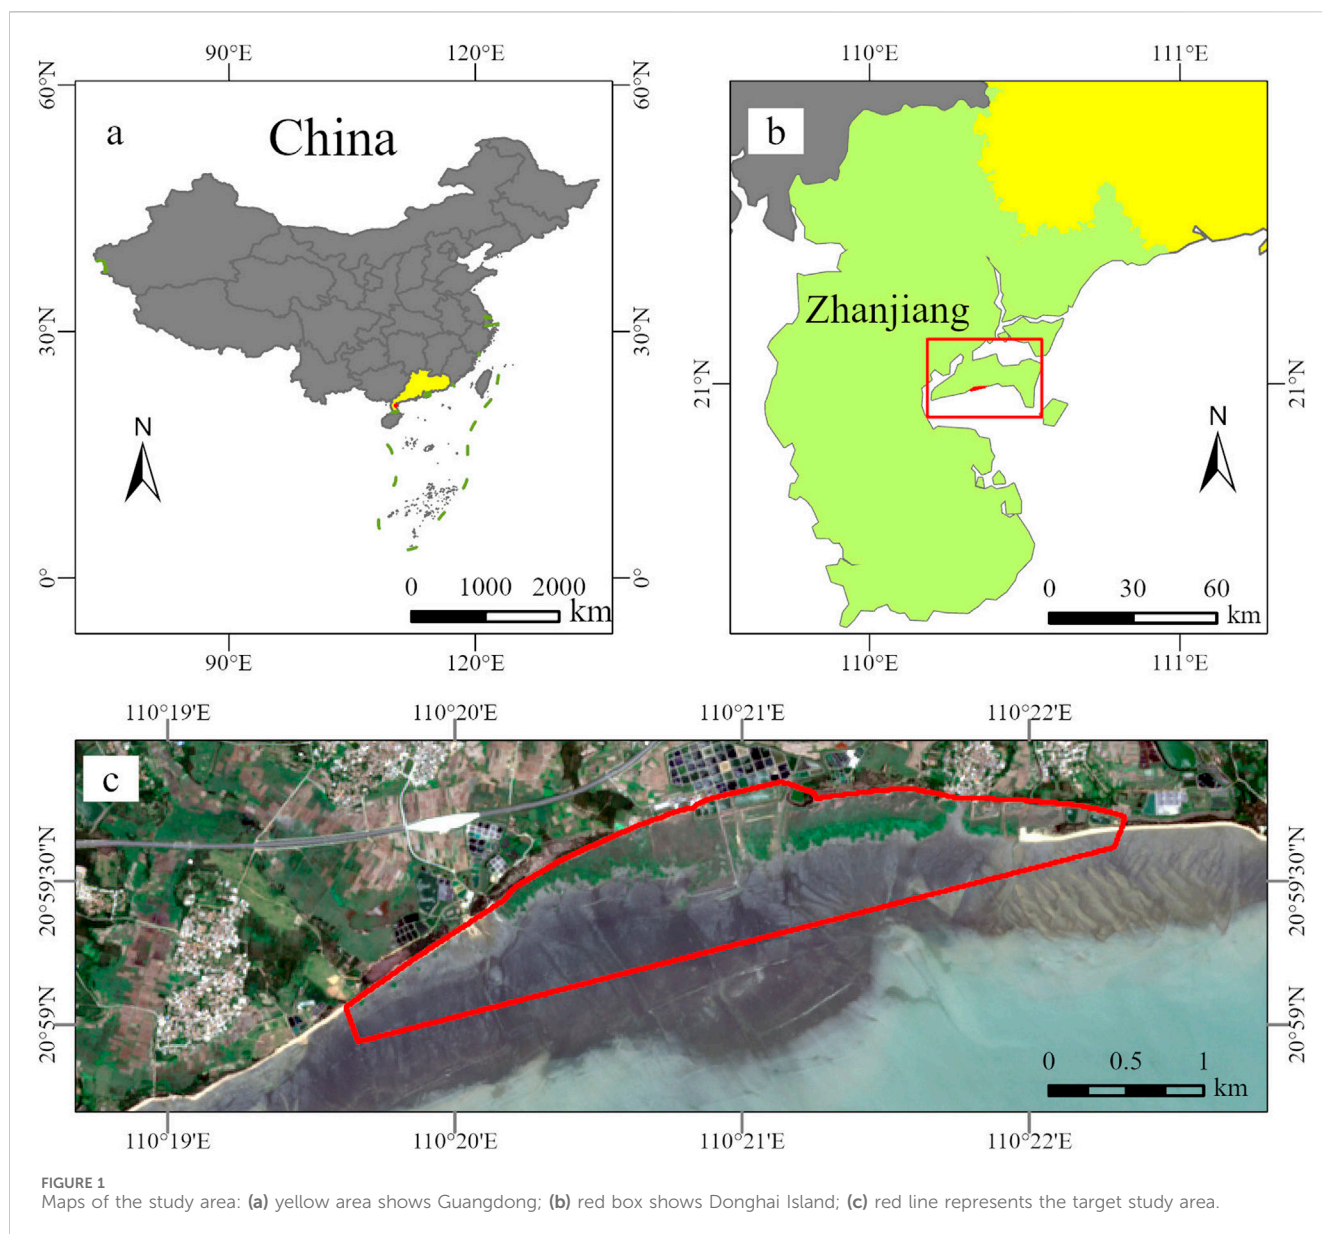 90°E 120°E
60°N 60°N
a
China
30°N 30°N
N
0 1000 2000
km
0° 0°
90°E 120°E
110°E 111°E
b
Zhanjiang
21°N 21°N
N
0 30 60
km
110°E 111°E
110°19'E 110°20'E 110°21'E 110°22'E
c
20°59'30"N 20°59'30"N
20°59'N 20°59'N
0 0.5 1
km
110°19'E 110°20'E 110°21'E 110°22'E
FIGURE 1
Maps of the study area: (a) yellow area shows Guangdong; (b) red box shows Donghai Island; (c) red line represents the target study area.